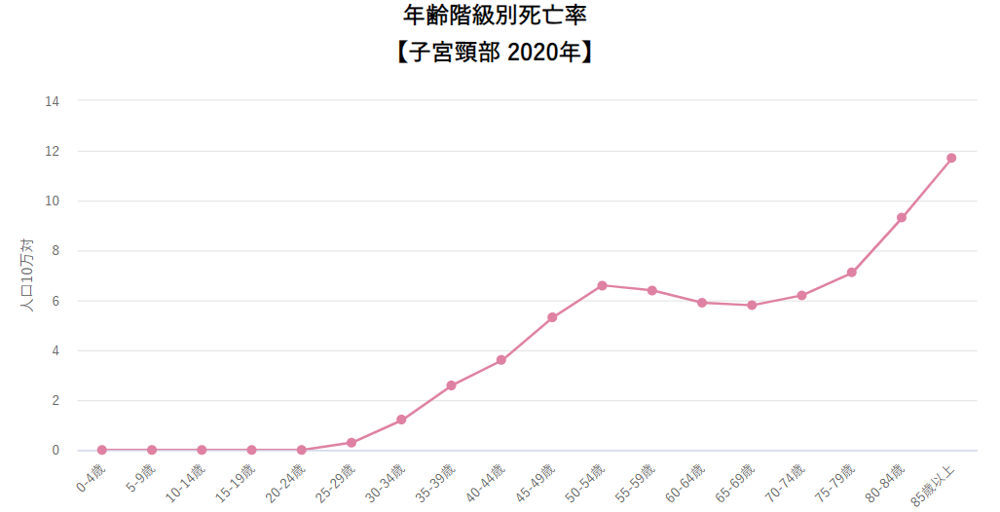 年齢階級別死亡率
【子宮頸部 2020年】
人口10万対
14
12
10
8
6
4
2
0
0-4歳
5-9歳
10-14歳
15-19歳
20-24歳
25-29歳
30-34歳
35-39歳
40-44歳
45-49歳
50-54歳
55-59歳
60-64歳
65-69歳
70-74歳
75-79歳
80-84歳
85歳以上